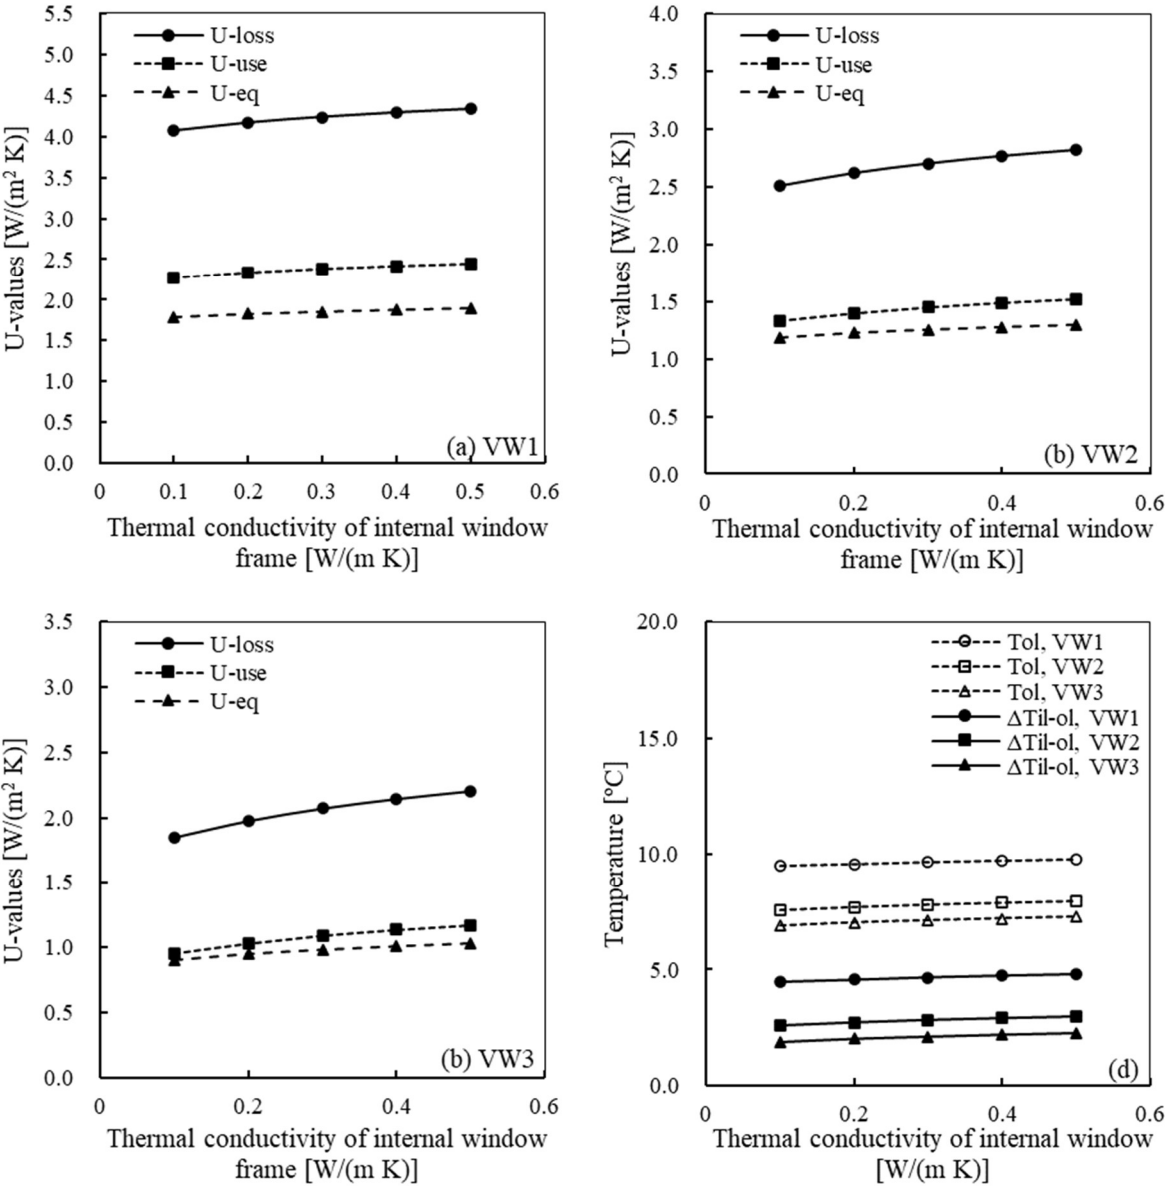 5.5
5.0
4.5
4.0
3.5
3.0
2.5
2.0
1.5
1.0
0.5
0.0
U-values [W/(m² K)]
U-loss
U-use
U-eq
(a) VW1
0 0.1 0.2 0.3 0.4 0.5 0.6
Thermal conductivity of internal window
frame [W/(m K)]
4.0
3.5
3.0
2.5
2.0
1.5
1.0
0.5
0.0
U-values [W/(m² K)]
U-loss
U-use
U-eq
(b) VW2
0 0.2 0.4 0.6
Thermal conductivity of internal window
frame [W/(m K)]
3.5
3.0
2.5
2.0
1.5
1.0
0.5
0.0
U-values [W/(m² K)]
U-loss
U-use
U-eq
(b) VW3
0 0.2 0.4 0.6
Thermal conductivity of internal window
frame [W/(m K)]
20.0
15.0
10.0
5.0
0.0
Temperature [°C]
Tol, VW1
Tol, VW2
Tol, VW3
ΔTil-ol, VW1
ΔTil-ol, VW2
ΔTil-ol, VW3
(d)
0 0.2 0.4 0.6
Thermal conductivity of internal window
[W/(m K)]